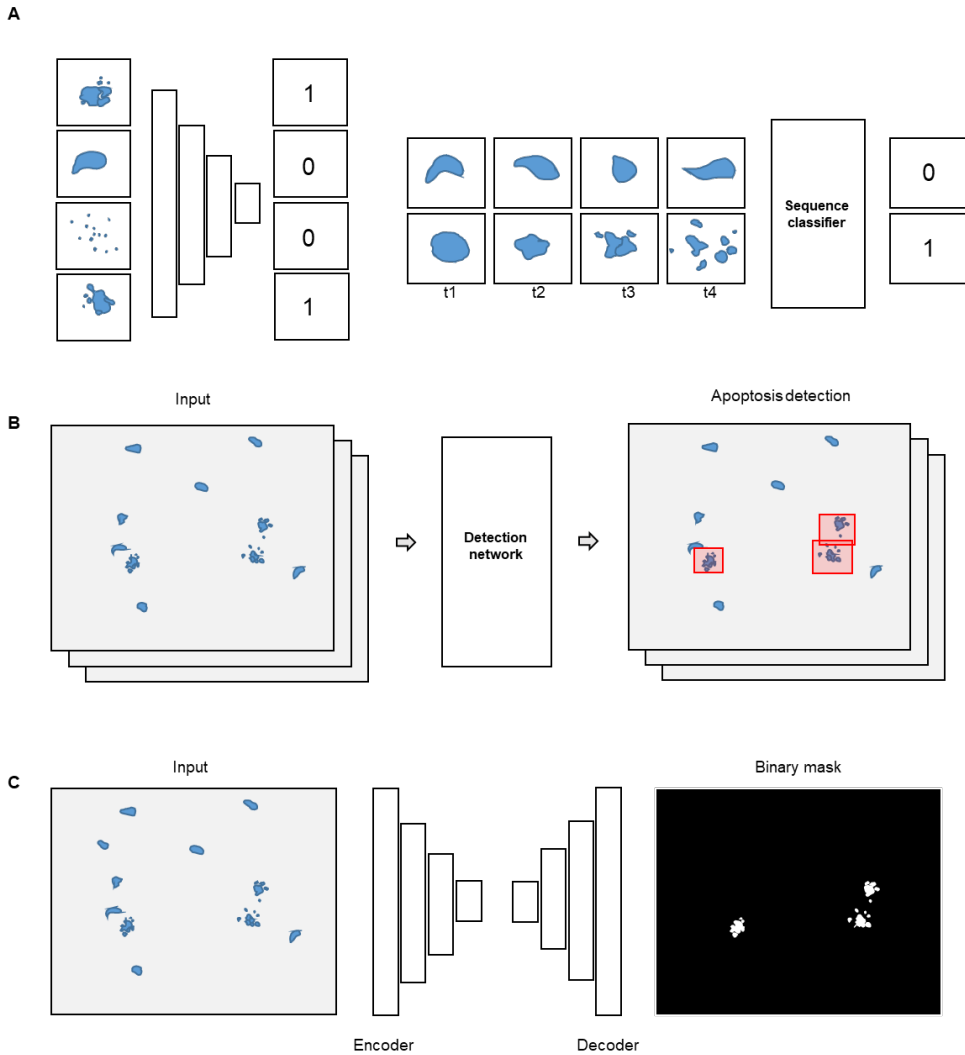 A
1
0
0
1
t1 t2 t3 t4
Sequence
classifier
0
1
B
Input
Detection
network
Apoptosis detection
C
Input
Encoder
Decoder
Binary mask